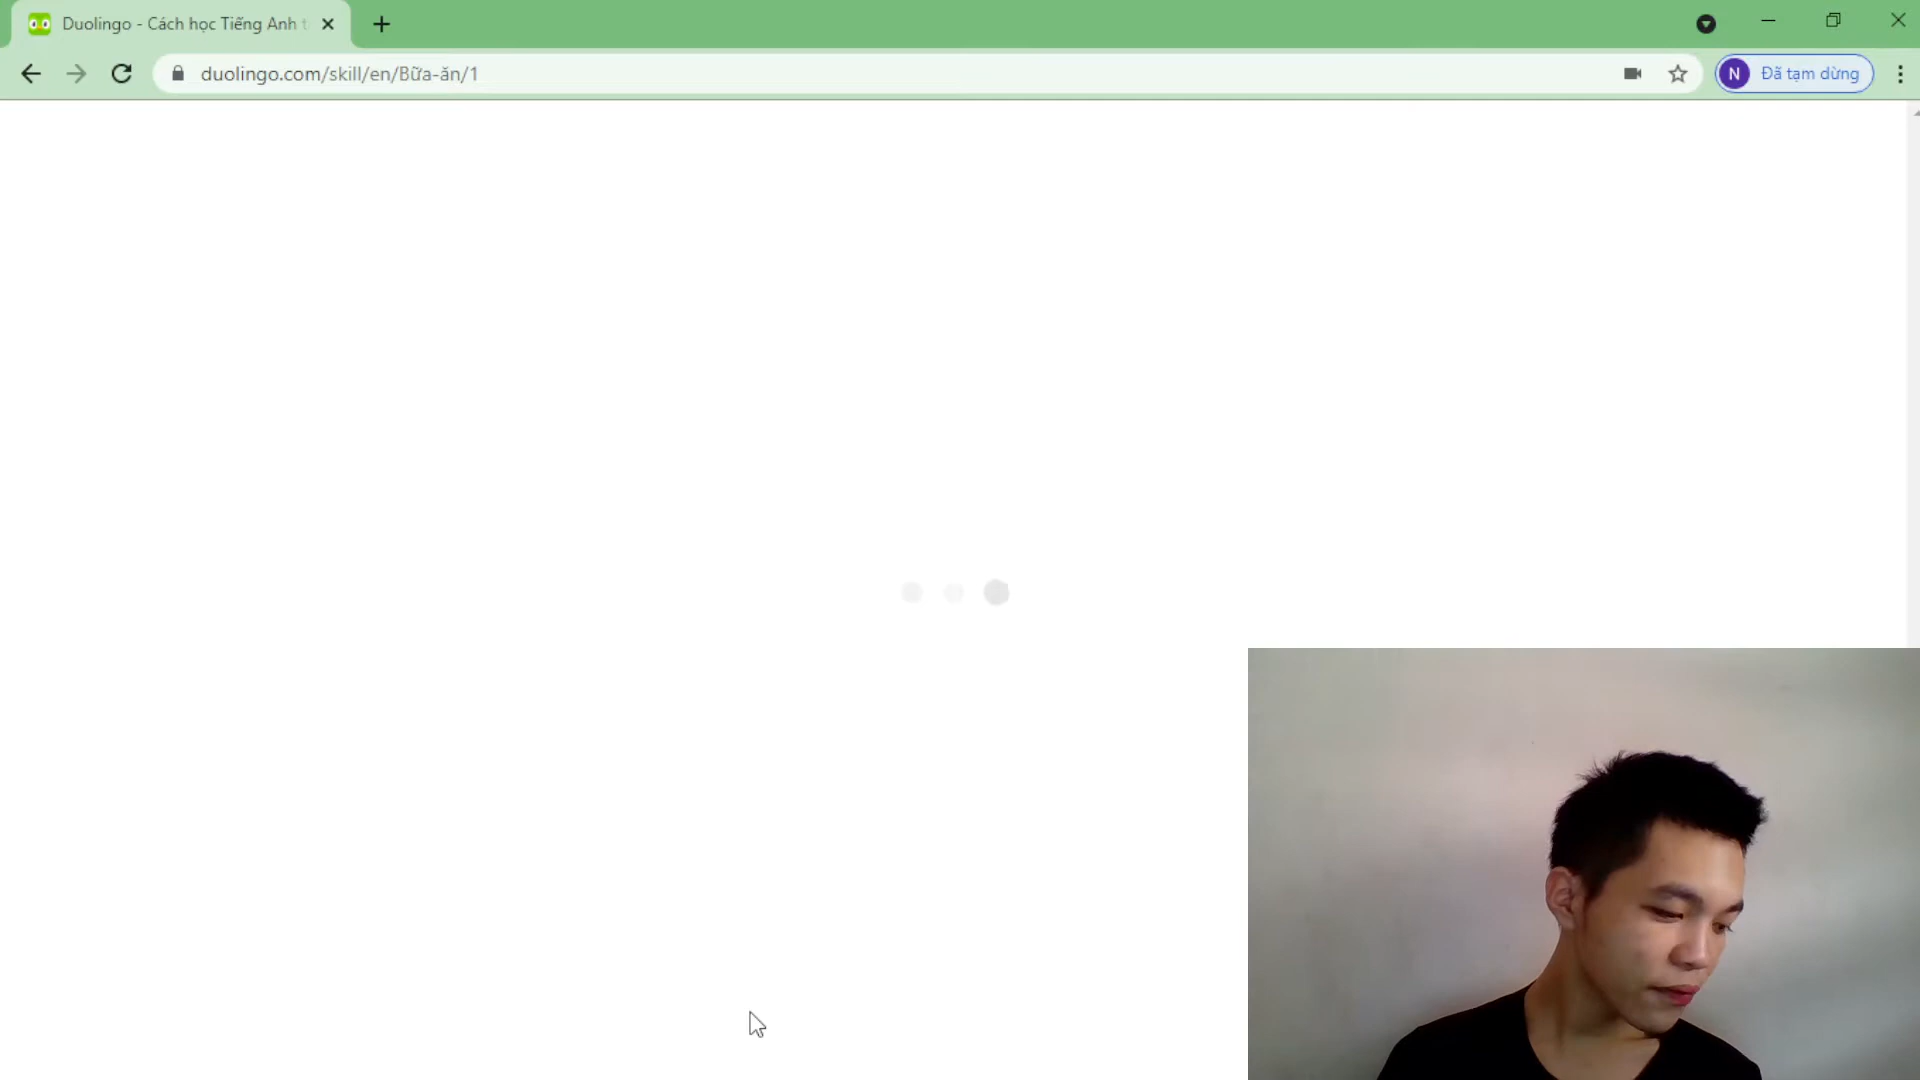 Duolingo - Cách học Tiếng Anh t
duolingo.com/skill/en/Bữa-ăn/1
N Đã tạm dừng